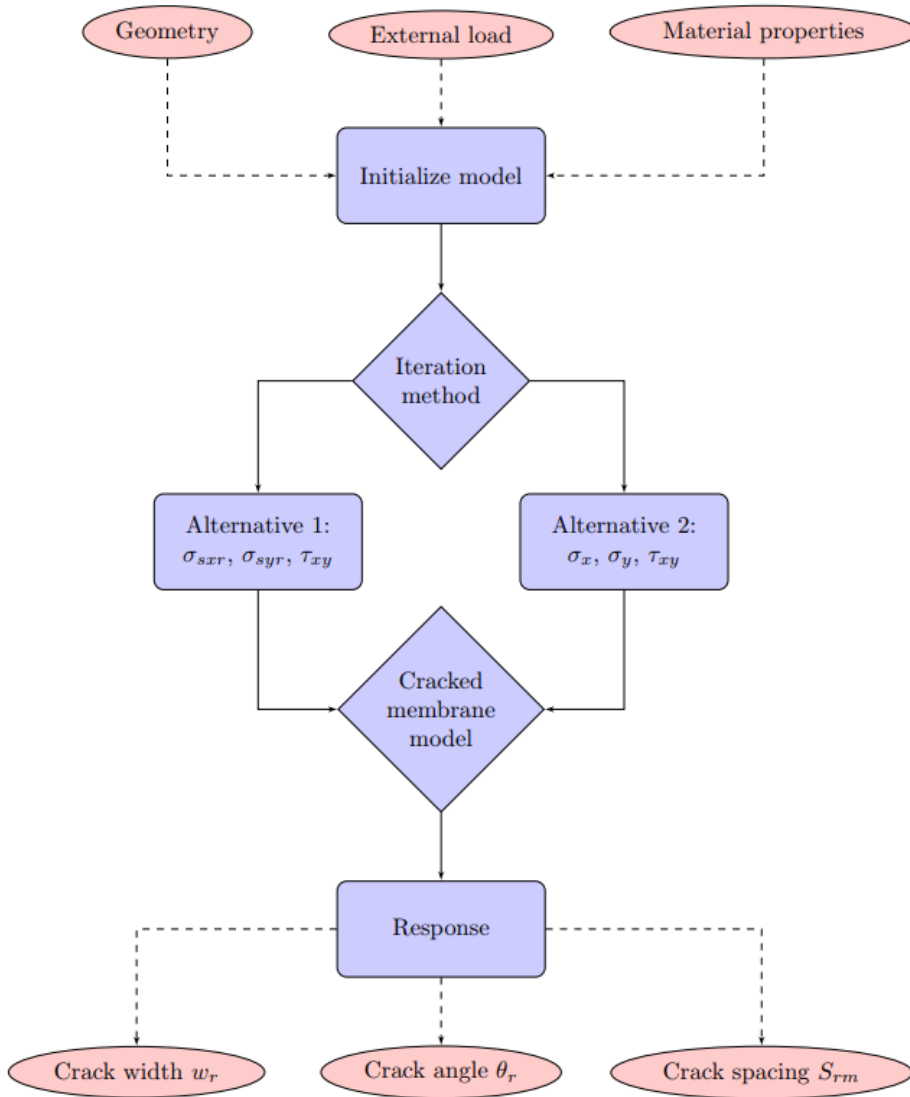 Geometry
External load
Material properties
Initialize model
Iteration
method
Alternative 1:
σsxr, σsyr, τxy
Alternative 2:
σx, σy, τxy
Cracked
membrane
model
Response
Crack width wr
Crack angle θr
Crack spacing Srm